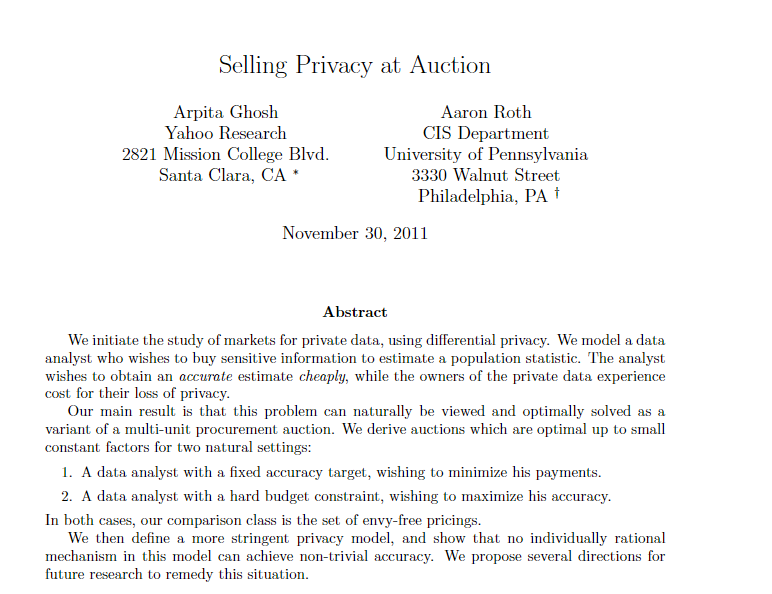 Selling Privacy at Auction
Arpita Ghosh
Yahoo Research
2821 Mission College Blvd.
Santa Clara, CA *
Aaron Roth
CIS Department
University of Pennsylvania
3330 Walnut Street
Philadelphia, PA †
November 30, 2011
Abstract
We initiate the study of markets for private data, using differential privacy. We model a data
analyst who wishes to buy sensitive information to estimate a population statistic. The analyst
wishes to obtain an accurate estimate cheaply, while the owners of the private data experience
cost for their loss of privacy.
Our main result is that this problem can naturally be viewed and optimally solved as a
variant of a multi-unit procurement auction. We derive auctions which are optimal up to small
constant factors for two natural settings:
1. A data analyst with a fixed accuracy target, wishing to minimize his payments.
2. A data analyst with a hard budget constraint, wishing to maximize his accuracy.
In both cases, our comparison class is the set of envy-free pricings.
We then define a more stringent privacy model, and show that no individually rational
mechanism in this model can achieve non-trivial accuracy. We propose several directions for
future research to remedy this situation.